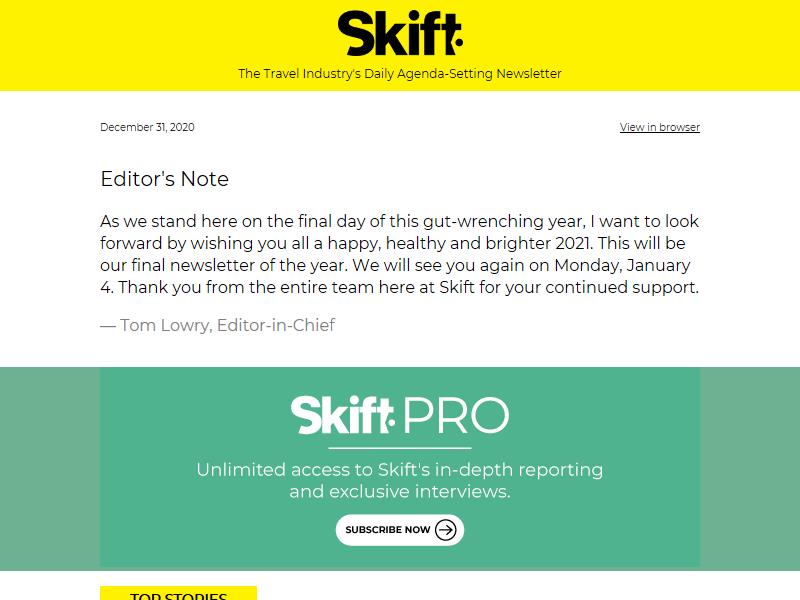 Skift
The Travel Industry's Daily Agenda-Setting Newsletter
December 31, 2020
View in browser
Editor's Note
As we stand here on the final day of this gut-wrenching year, I want to look
forward by wishing you all a happy, healthy and brighter 2021. This will be
our final newsletter of the year. We will see you again on Monday, January
4. Thank you from the entire team here at Skift for your continued support.
— Tom Lowry, Editor-in-Chief
Skift PRO
Unlimited access to Skift's in-depth reporting
and exclusive interviews.
SUBSCRIBE NOW
TOP STORIES